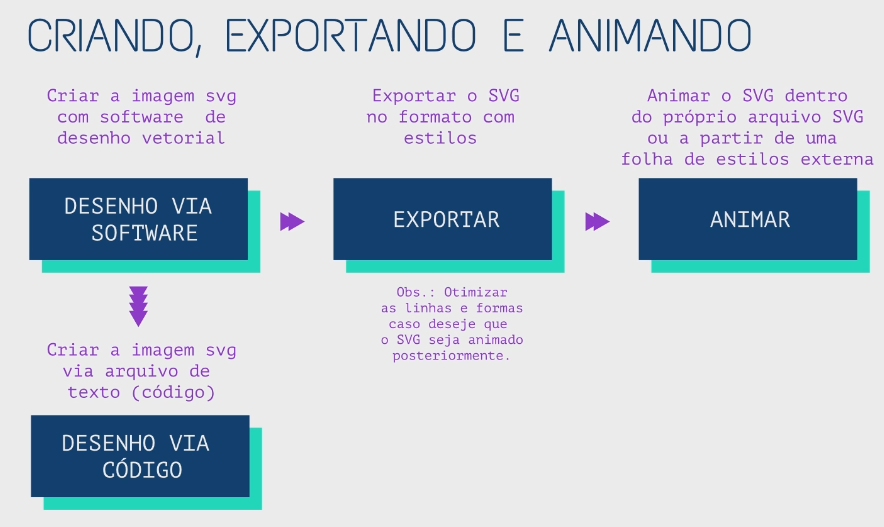 CRIANDO, EXPORTANDO E ANIMANDO
Criar a imagem svg
com software de
desenho vetorial
DESENHO VIA
SOFTWARE
Exportar o SVG
no formato com
estilos
EXPORTAR
Obs.: Otimizar
as linhas e formas
caso deseje que
o SVG seja animado
posteriormente.
Animar o SVG dentro
do próprio arquivo SVG
ou a partir de uma
folha de estilos externa
ANIMAR
Criar a imagem svg
via arquivo de
texto (código)
DESENHO VIA
CÓDIGO